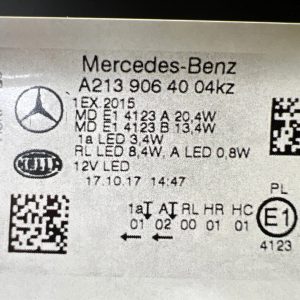 Mercedes-Benz
A213 906 40 04kz
1EX.2015
MD E1 4123 A 20,4W
MD E1 4123 B 13,4W
1a LED 3,4W
RL LED 8,4W, A LED 0,8W
12V LED
17.10.17 14:47
PL
1a A RL HR HC
01 02 00 01 01
E1
4123